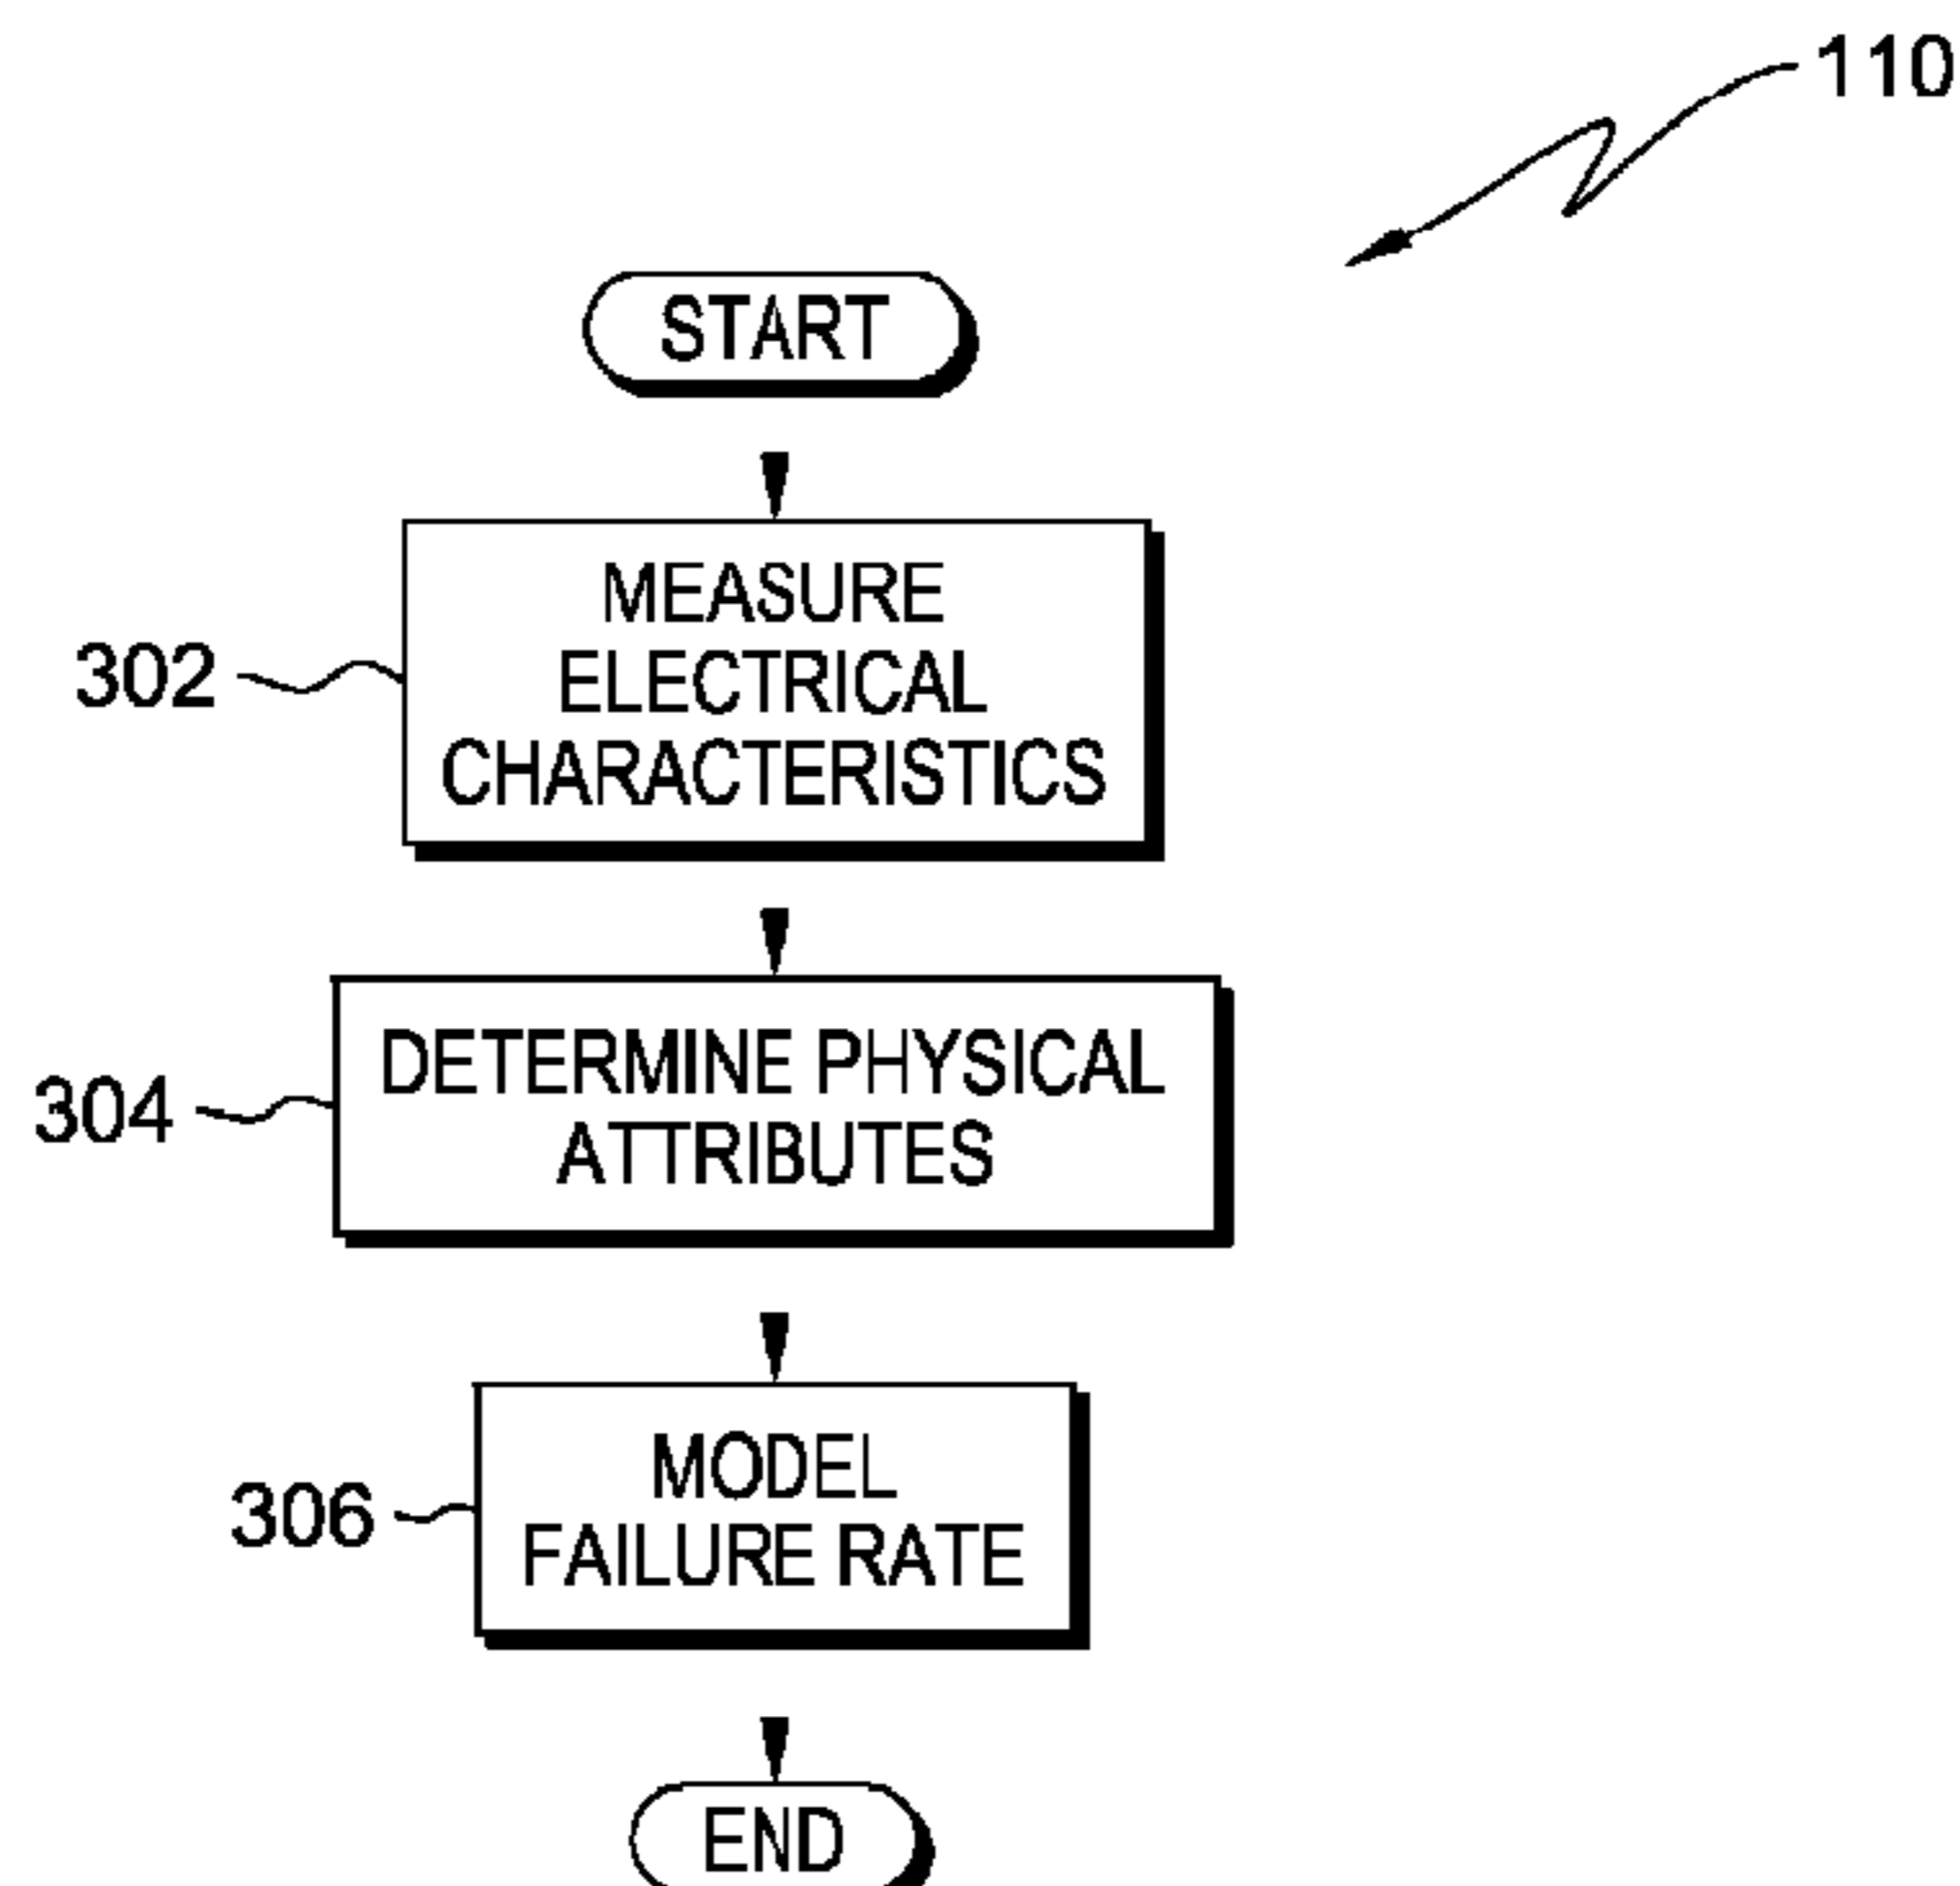 110
START
302
MEASURE
ELECTRICAL
CHARACTERISTICS
304
DETERMINE PHYSICAL
ATTRIBUTES
306
MODEL
FAILURE RATE
END